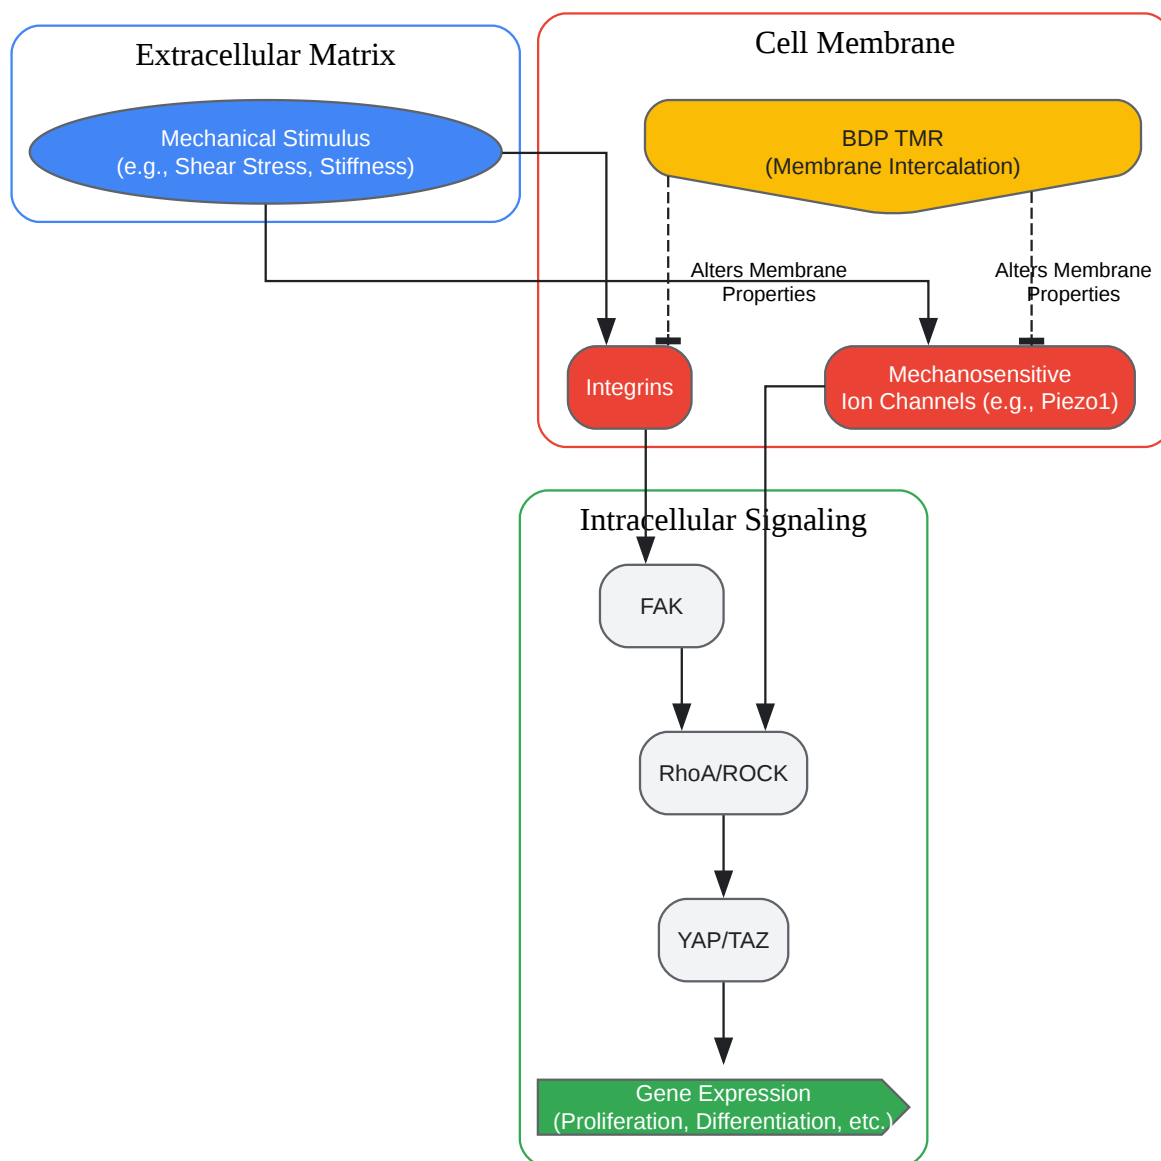 Extracellular Matrix
Mechanical Stimulus
(e.g., Shear Stress, Stiffness)
Cell Membrane
BDP TMR
(Membrane Intercalation)
Alters Membrane
Properties
Alters Membrane
Properties
Integrins
Mechanosensitive
Ion Channels (e.g., Piezo1)
Intracellular Signaling
FAK
RhoA/ROCK
YAP/TAZ
Gene Expression
(Proliferation, Differentiation, etc.)